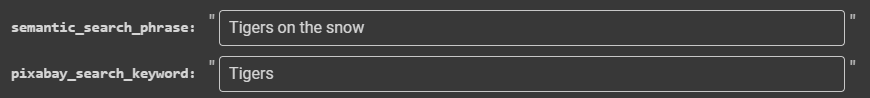 semantic_search_phrase: " Tigers on the snow "
pixabay_search_keyword: " Tigers "